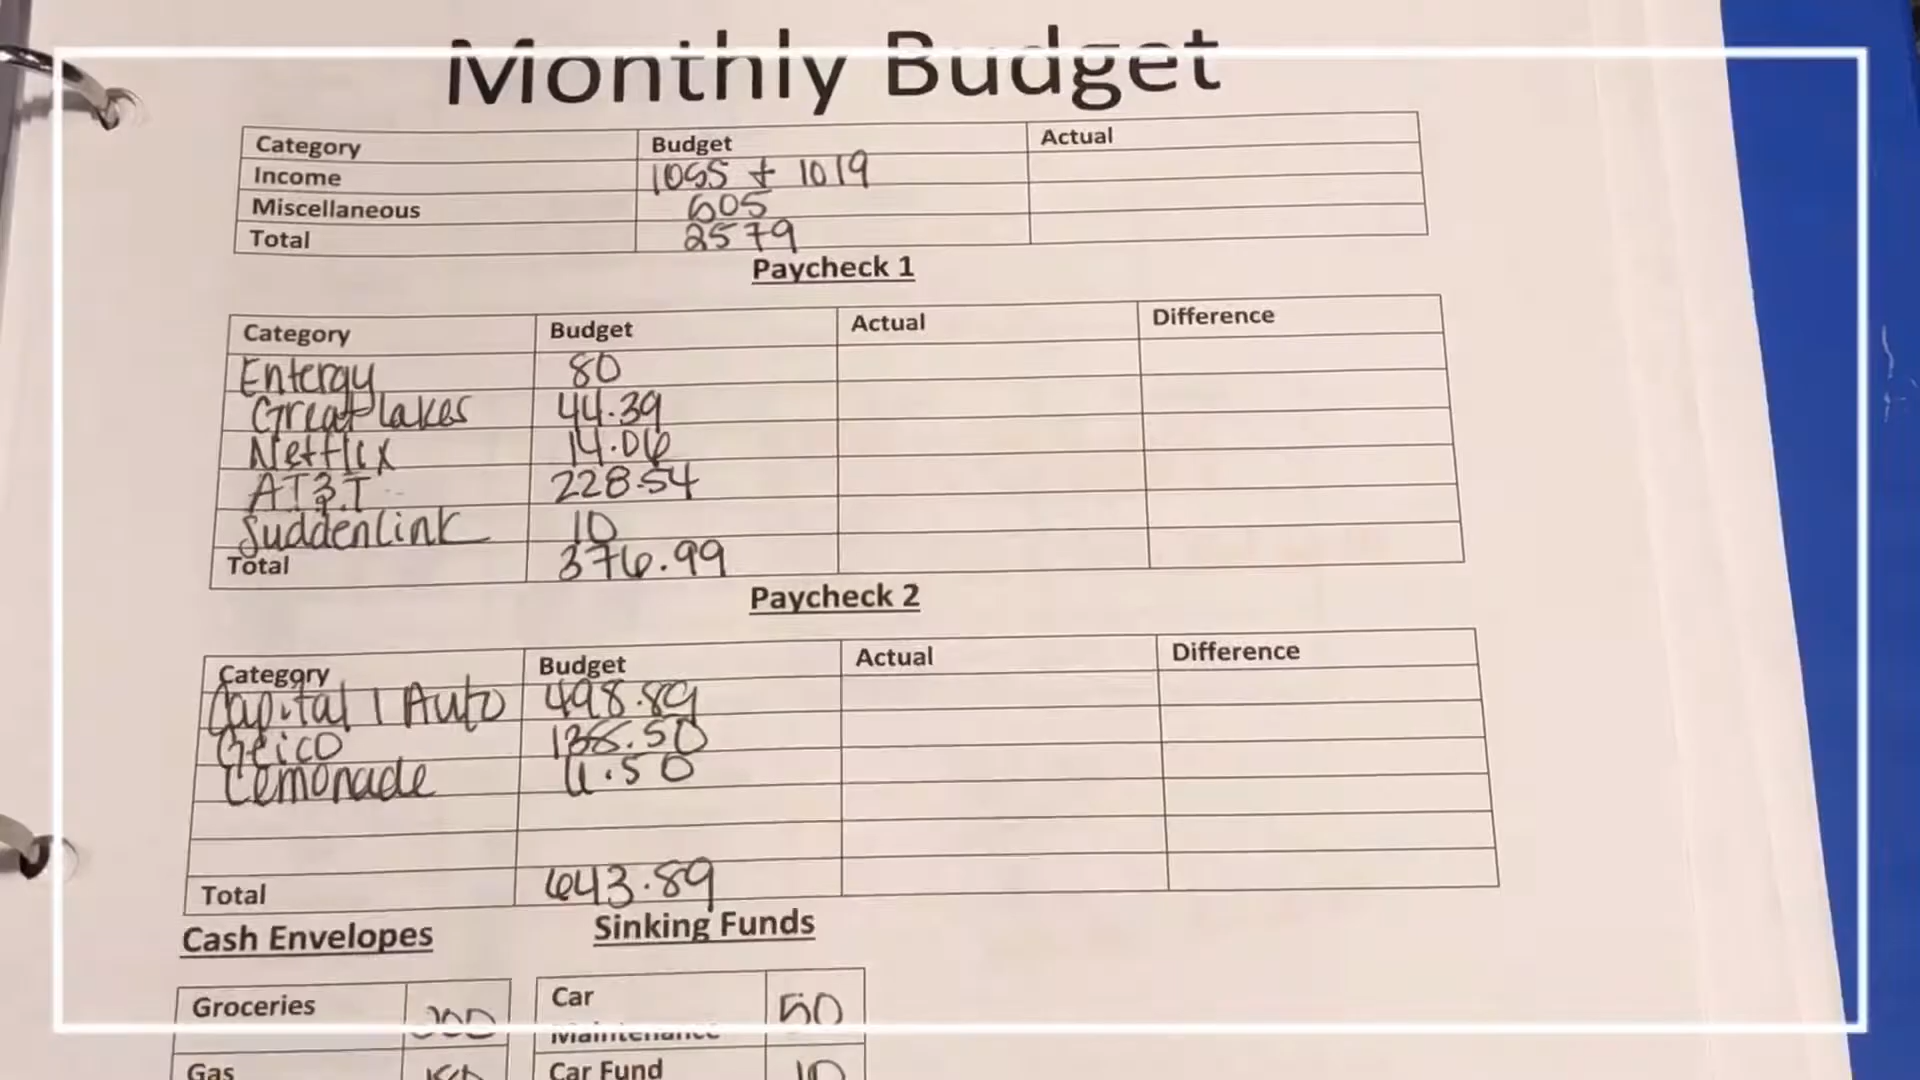 Monthly Budget
Category Budget Actual
Income 1055 + 1019
Miscellaneous 505
Total 2579
Paycheck 1
Category Budget Actual Difference
Entergy 80
Great lakes 44.39
Netflix 14.06
AT&T 228.54
Suddenlink 10
Total 376.99
Paycheck 2
Category Budget Actual Difference
Capital 1 Auto 498.89
Geico 138.50
Lemonade 6.50
Total 643.89
Cash Envelopes Sinking Funds
Groceries
Car Maintenance 50
Gas
Car Fund 10